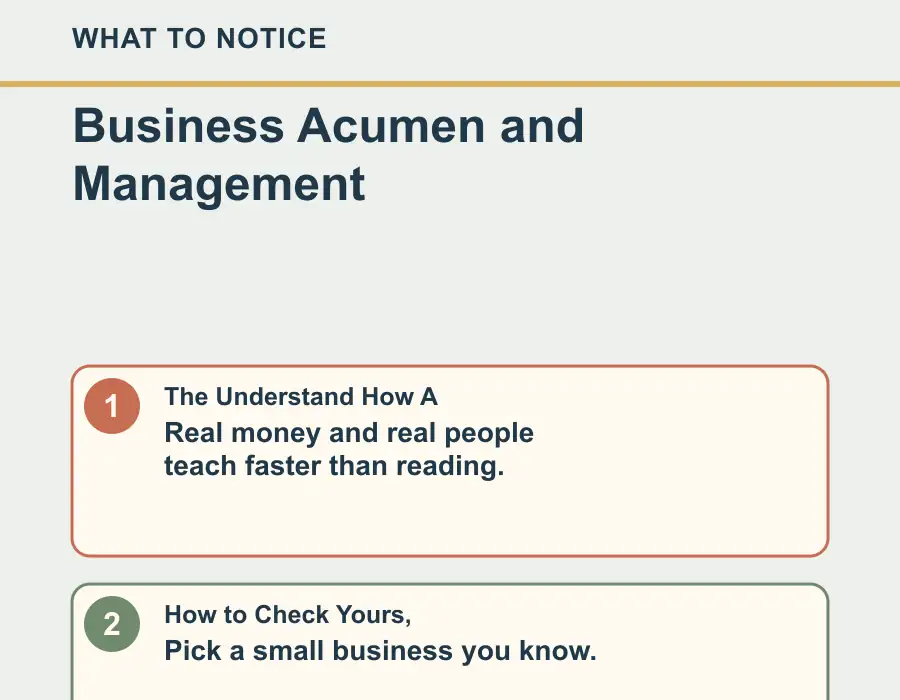 WHAT TO NOTICE
Business Acumen and
Management
1
The Understand How A
Real money and real people
teach faster than reading.
2
How to Check Yours,
Pick a small business you know.